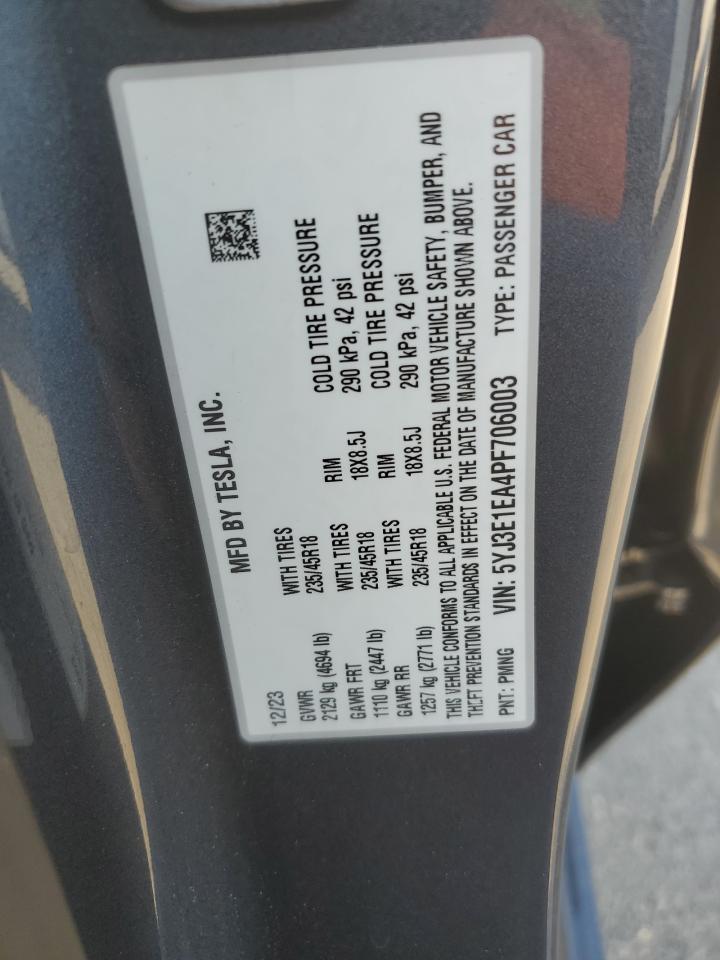 MFD BY TESLA, INC.
12/23
GVWR WITH TIRES RIM COLD TIRE PRESSURE
2129 kg (4694 lb) 235/45R18 18X8.5J 290 kPa, 42 psi
GAWR FRT WITH TIRES RIM COLD TIRE PRESSURE
1110 kg (2447 lb) 235/45R18 18X8.5J 290 kPa, 42 psi
GAWR RR WITH TIRES
1257 kg (2771 lb) 235/45R18
THIS VEHICLE CONFORMS TO ALL APPLICABLE U.S. FEDERAL MOTOR VEHICLE SAFETY, BUMPER, AND
THEFT PREVENTION STANDARDS IN EFFECT ON THE DATE OF MANUFACTURE SHOWN ABOVE.
PNT: PMNG VIN: 5YJ3E1EA4PF706003 TYPE: PASSENGER CAR